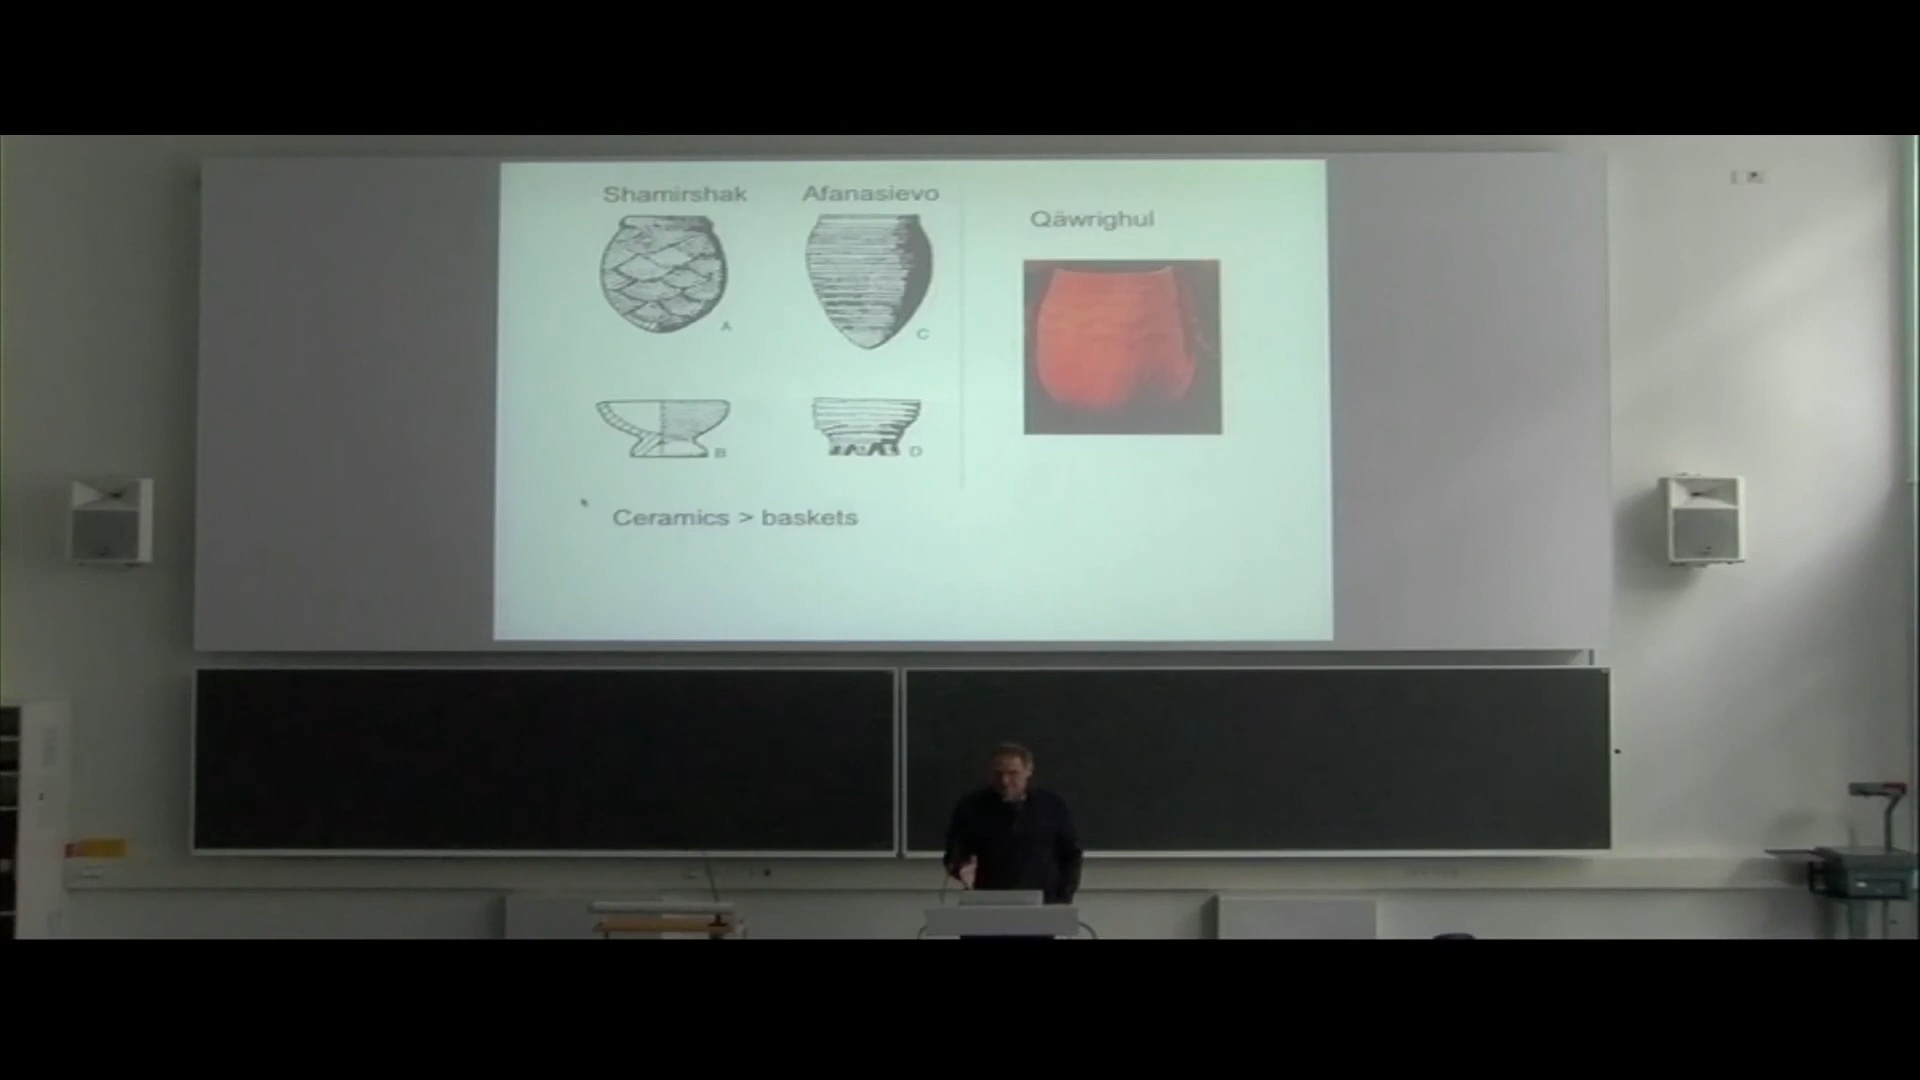 Shamirshak
Afanasievo
Qäwrighul
A
C
B
D
Ceramics > baskets